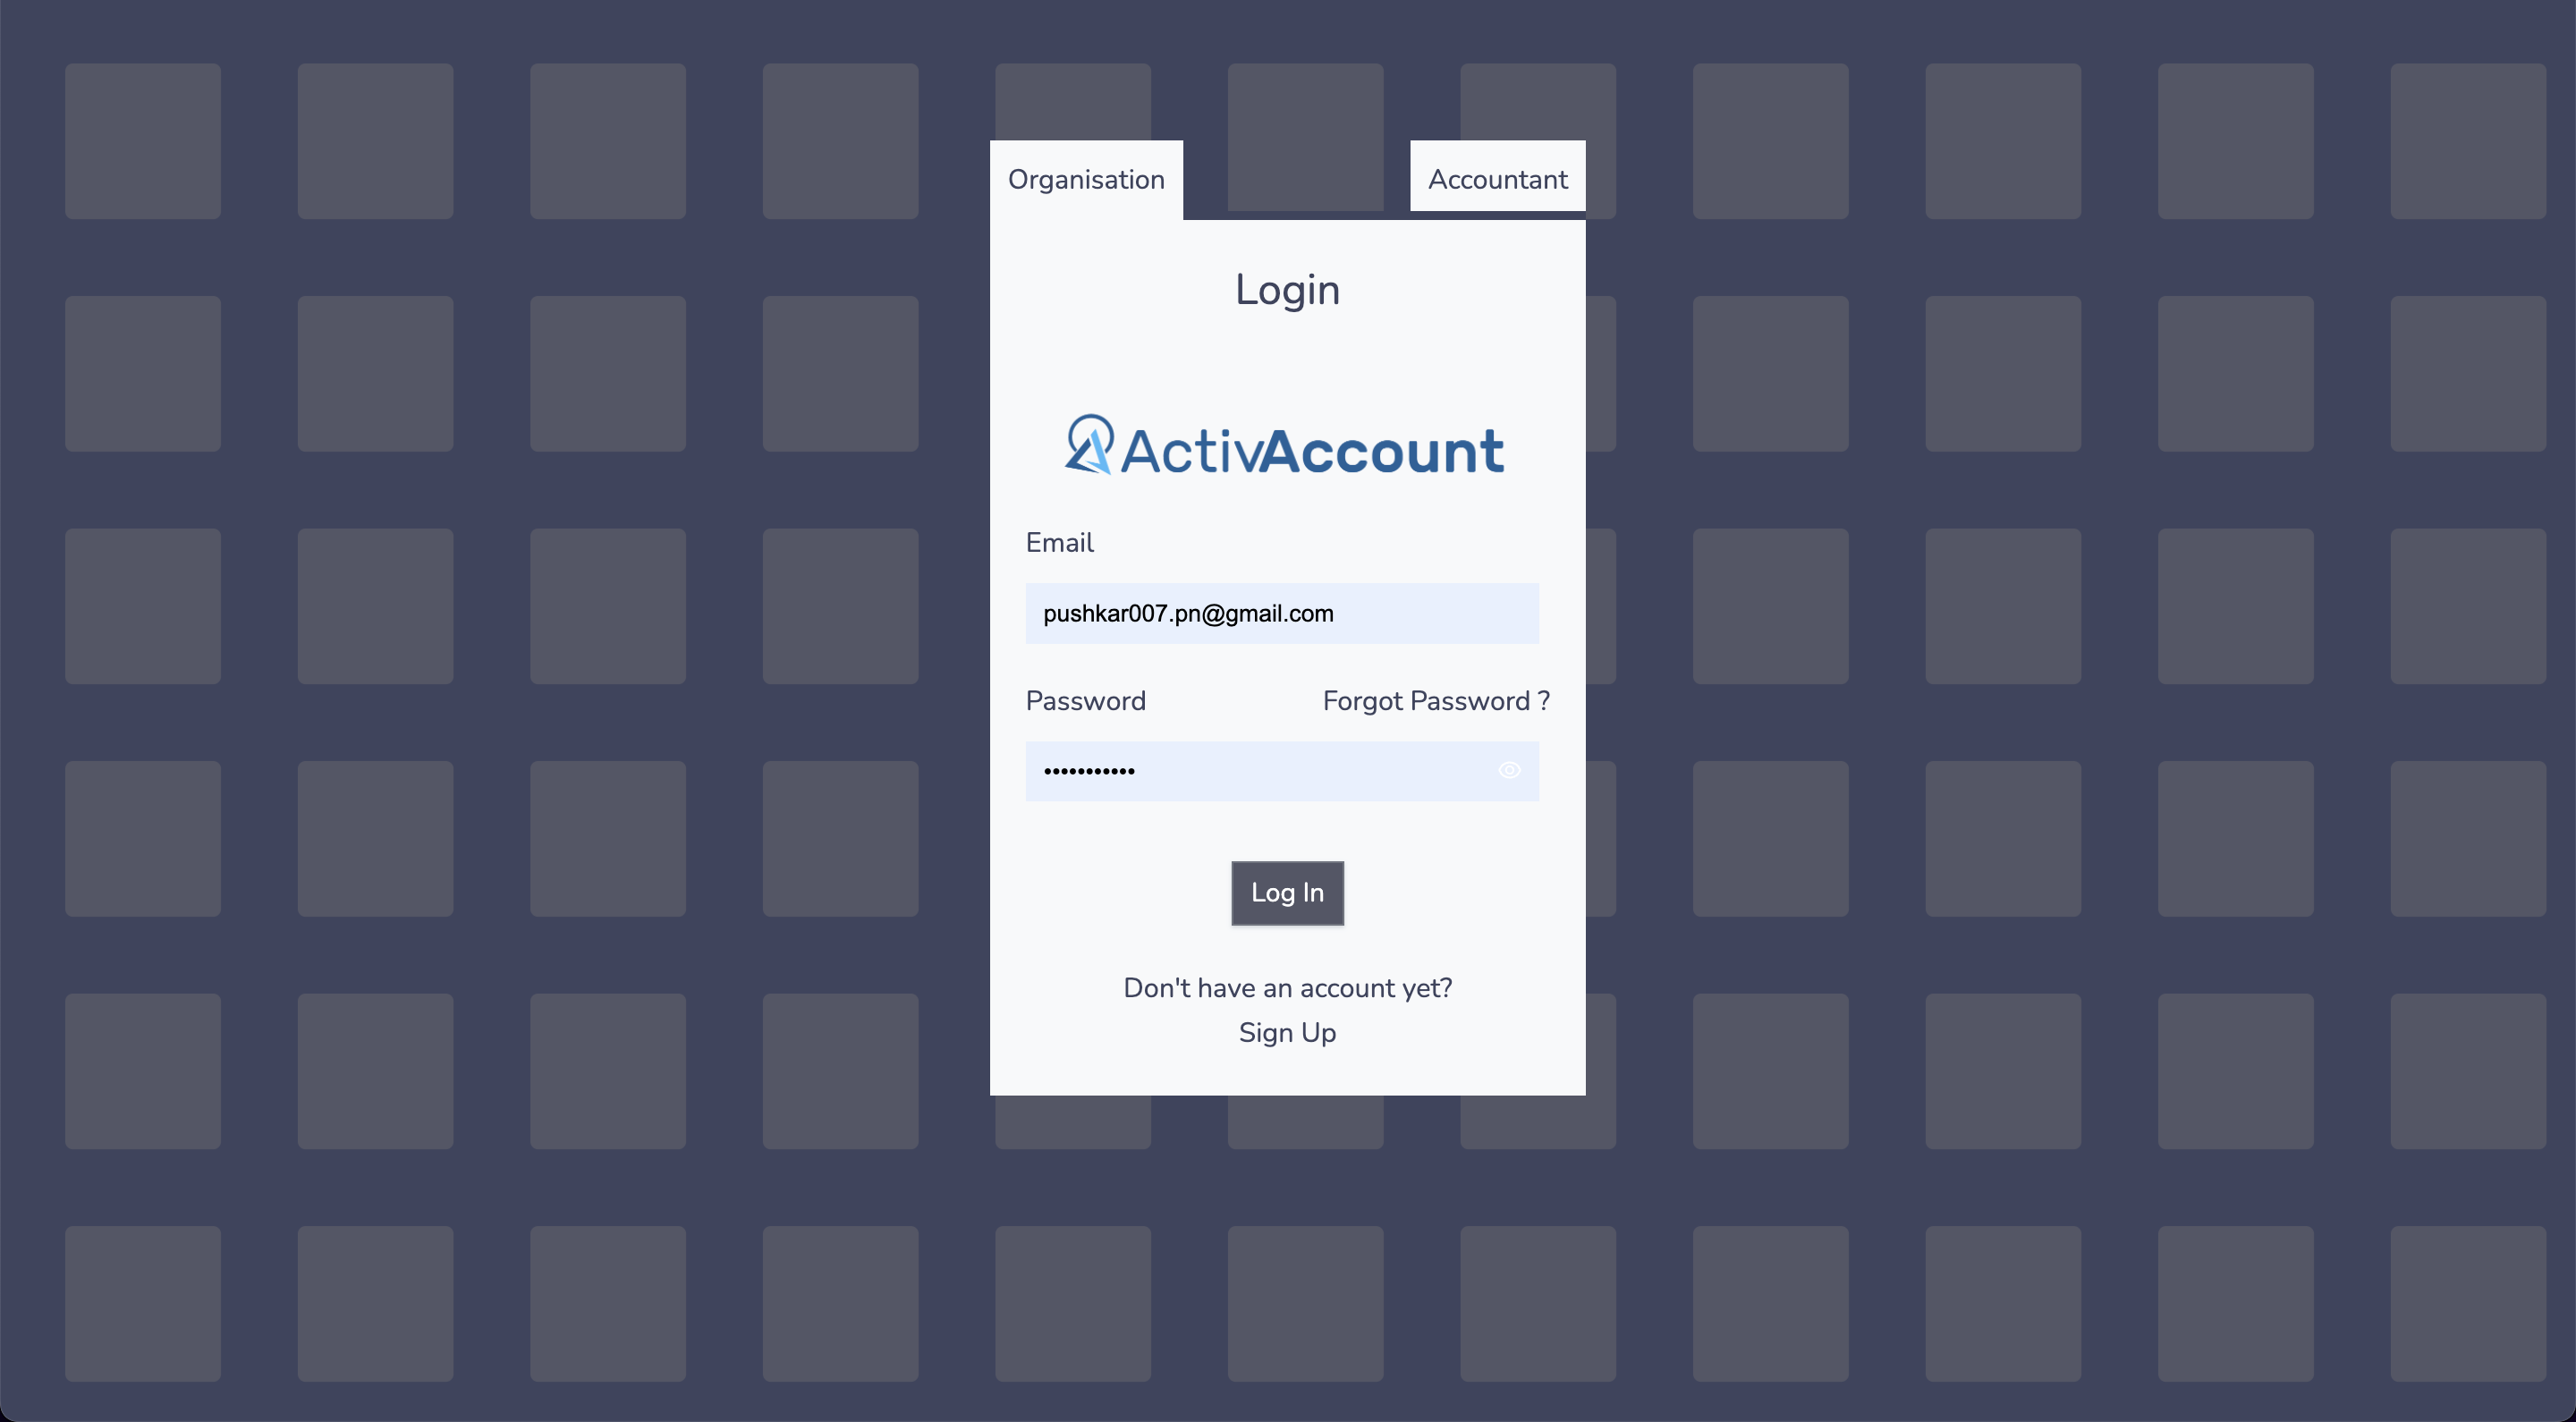 Organisation Accountant
Login
ActivAccount
Email
pushkar007.pn@gmail.com
Password Forgot Password ?
•••••••••••
Log In
Don't have an account yet?
Sign Up